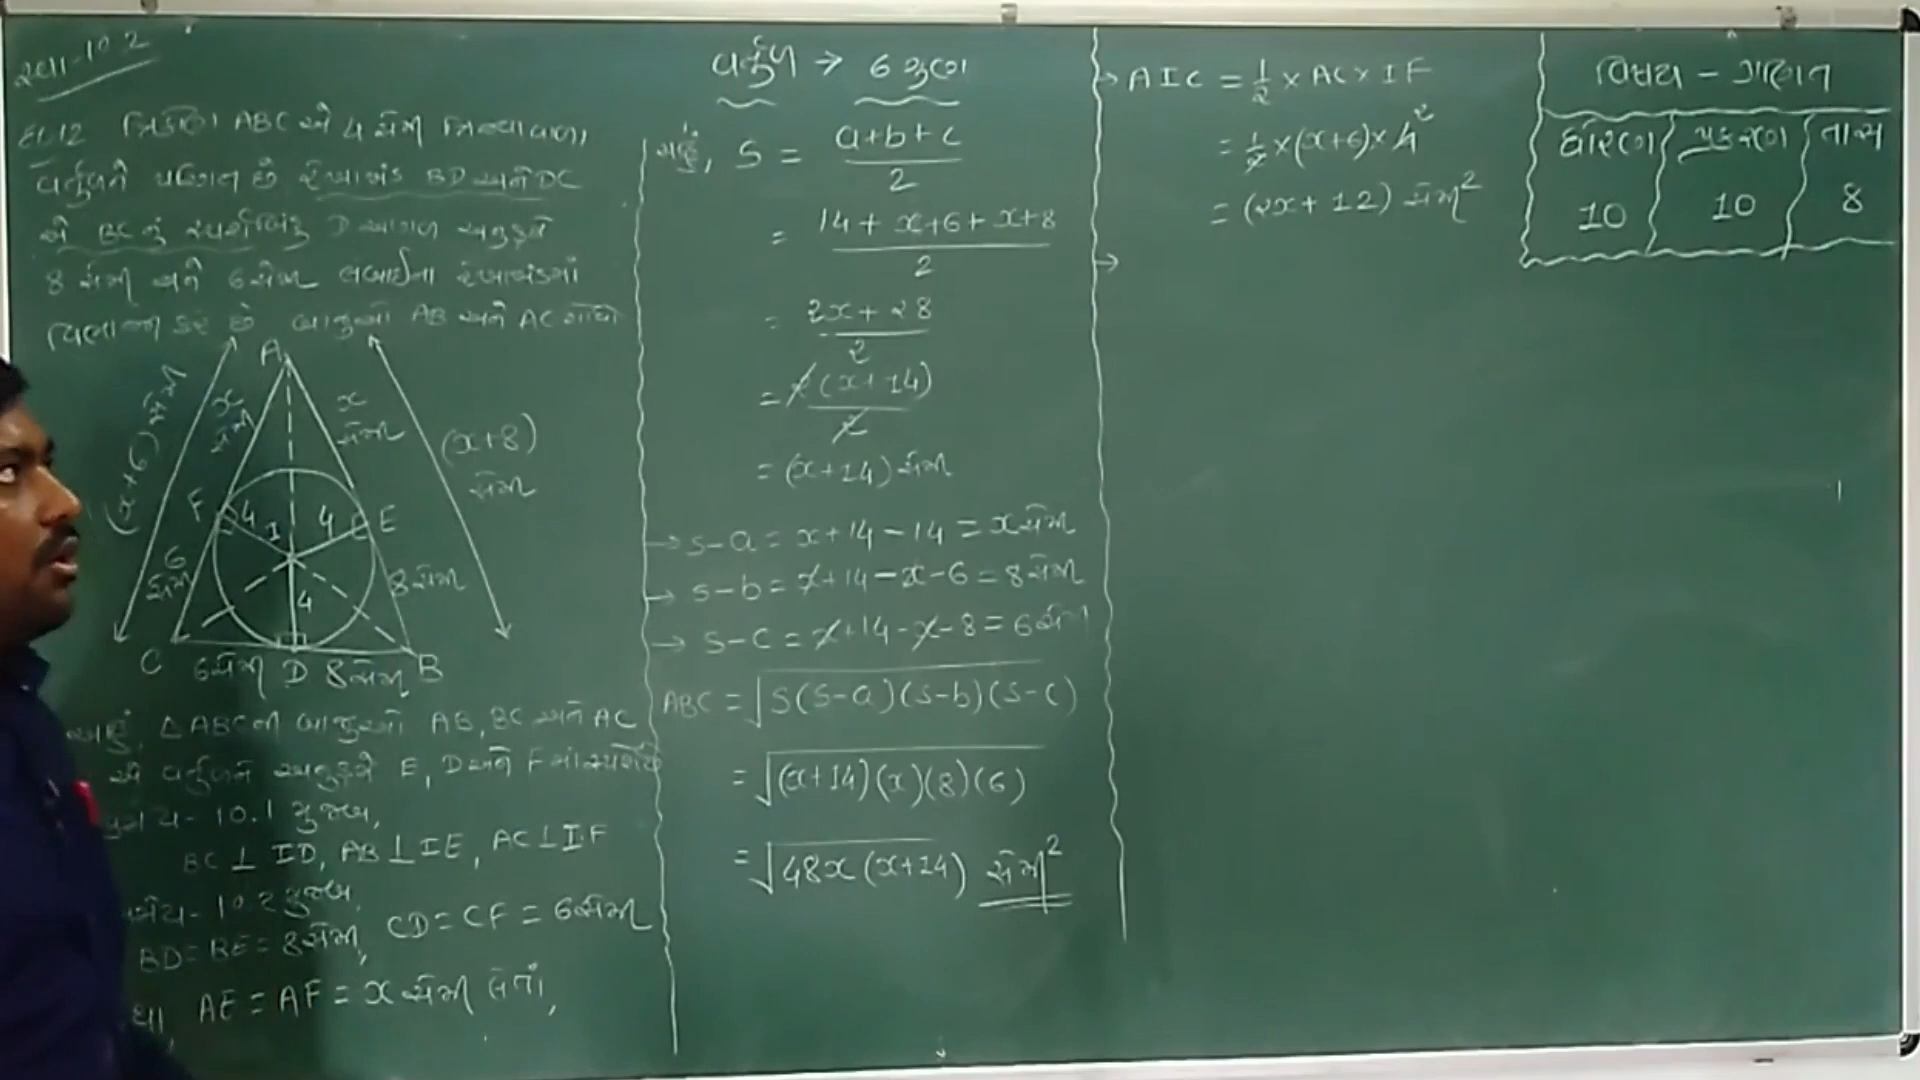 સ્વા-10.2
દા.12 ત્રિકોણ ABC એ 4 સેમી ત્રિજ્યાવાળા
વર્તુળને પરિગત છે રેખાખંડ BD અને DC
એ BC નું સ્પર્શબિંદુ D આગળ અનુક્રમે
8 સેમી અને 6 સેમી લંબાઈના રેખાખંડમાં
વિભાજન કરે છે બાજુઓ AB અને AC શોધો
A
(x+6) સેમી
x
સેમી
x
સેમી
(x+8)
સેમી
F 4 I 4 E
6
સેમી
4
8 સેમી
C 6 સેમી D 8 સેમી B
અહીં, △ABC ની બાજુઓ AB, BC અને AC
એ વર્તુળને અનુક્રમે E, D અને F માં સ્પર્શે છે
પ્રમેય-10.1 મુજબ,
BC ⊥ ID, AB ⊥ IE, AC ⊥ IF
પ્રમેય-10.2 મુજબ,
BD = BE = 8 સેમી, CD = CF = 6 સેમી
AE = AF = x સેમી લેતાં,
વર્તુળ → 6 ગુણ
અહીં, S = a+b+c / 2
= 14 + x+6 + x+8 / 2
= 2x + 28 / 2
= 2(x+14) / 2
= (x+14) સેમી
→ s-a = x+14-14 = x સેમી
→ s-b = x+14-x-6 = 8 સેમી
→ s-c = x+14-x-8 = 6 સેમી
ABC = √S(S-a)(s-b)(s-c)
= √(x+14)(x)(8)(6)
= √48x(x+14) સેમી²
→ AIC = 1/2 × AC × IF
= 1/2 × (x+6) × 4 2
= (2x+12) સેમી²
→
વિષય - ગણિત
ધોરણ પ્રકરણ તાસ
10 10 8